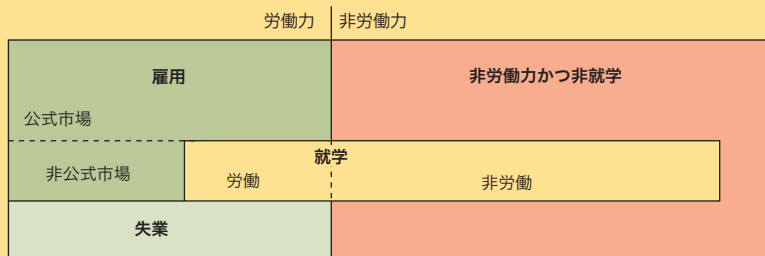 労働力 非労働力
雇用
非労働力かつ非就学
公式市場
就学
非公式市場
労働
非労働
失業